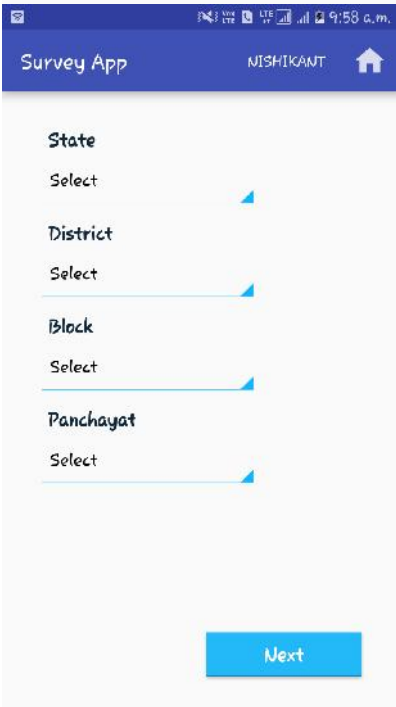 9:58 a.m.
Survey App NISHIKANT
State
Select
District
Select
Block
Select
Panchayat
Select
Next